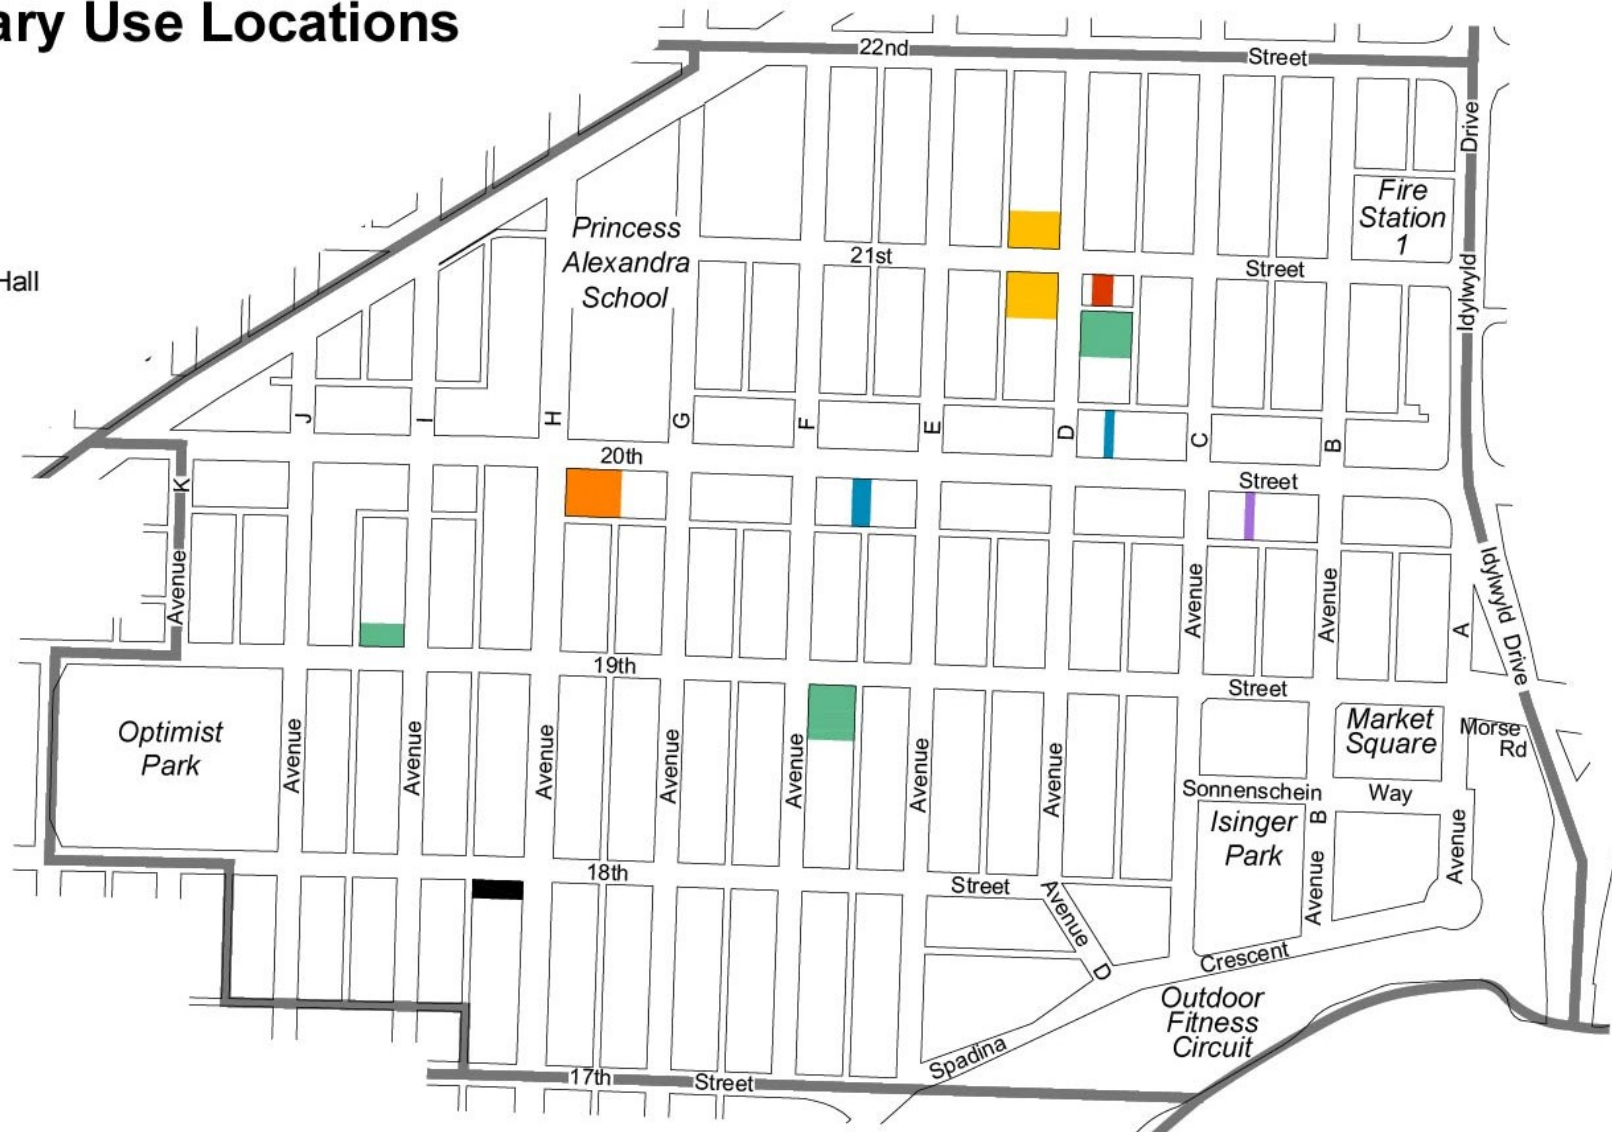 ary Use Locations
22nd
Street
Drive
Idylwyld
Fire
Station
1
Princess
Alexandra
School
21st
Street
Hall
J
I
H
G
F
E
D
C
B
20th
Street
K
Avenue
Avenue
Avenue
A
Idylwyld Drive
19th
Street
Optimist
Park
Market
Square
Morse
Rd
Avenue
Avenue
Avenue
Avenue
Avenue
Avenue
Avenue
Sonnenschein
Way
Isinger
Park
Avenue B
Avenue
18th
Street
Avenue D
Crescent
Outdoor
Fitness
Circuit
Spadina
17th
Street